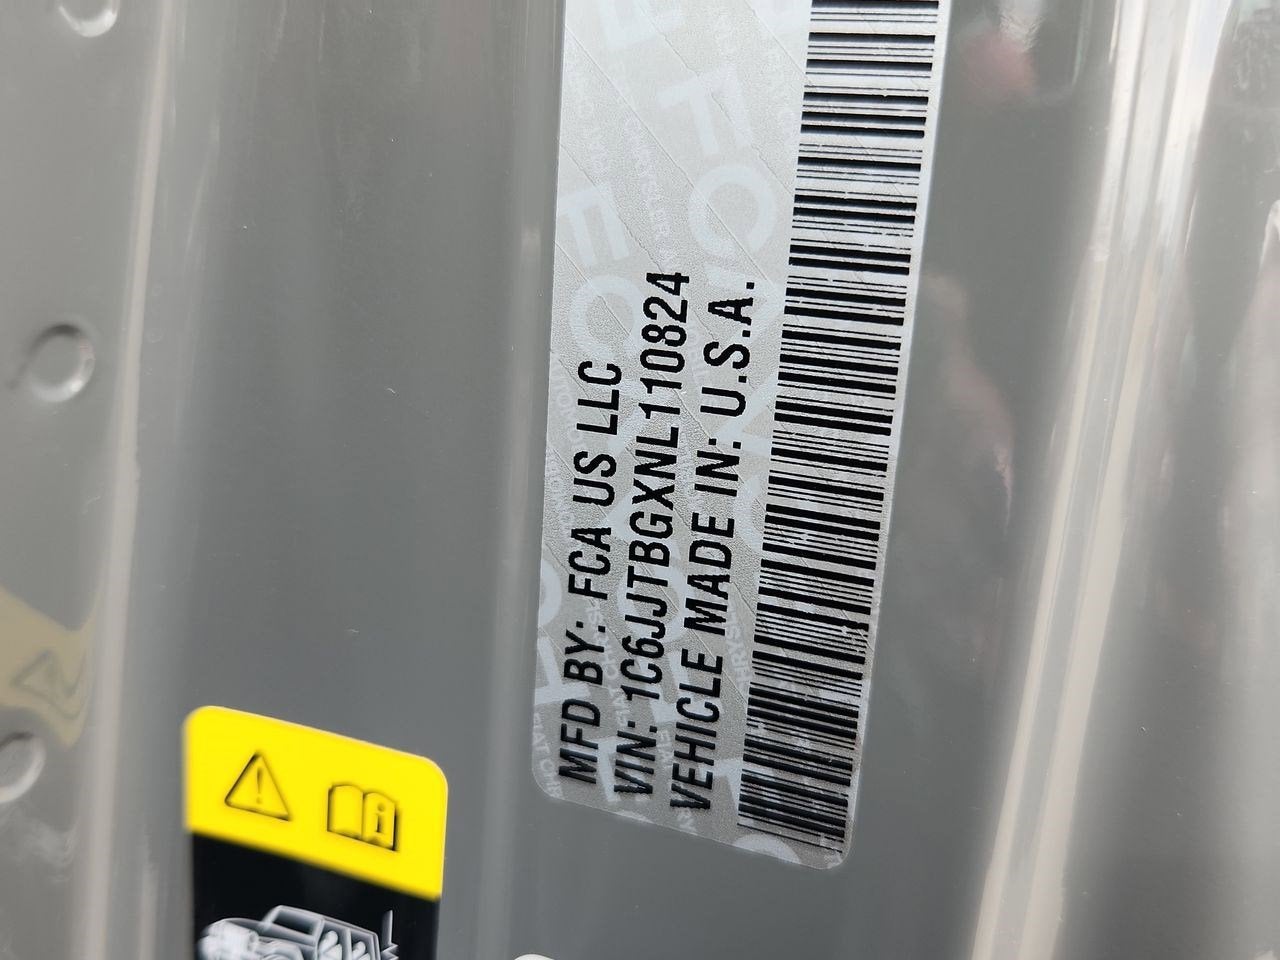 MFD BY: FCA US LLC
VIN: 1C6JJTBGXNL110824
VEHICLE MADE IN: U.S.A.